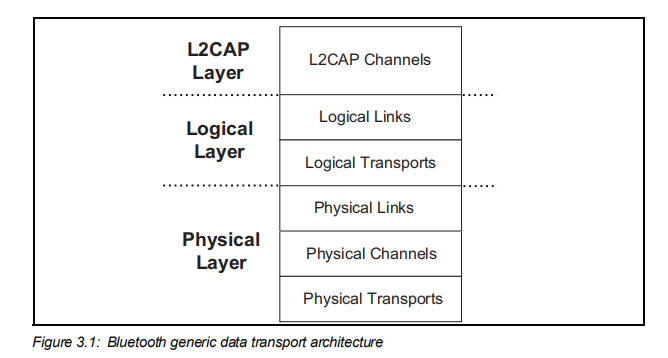 L2CAP
Layer
L2CAP Channels
Logical
Layer
Logical Links
Logical Transports
Physical
Layer
Physical Links
Physical Channels
Physical Transports
Figure 3.1: Bluetooth generic data transport architecture